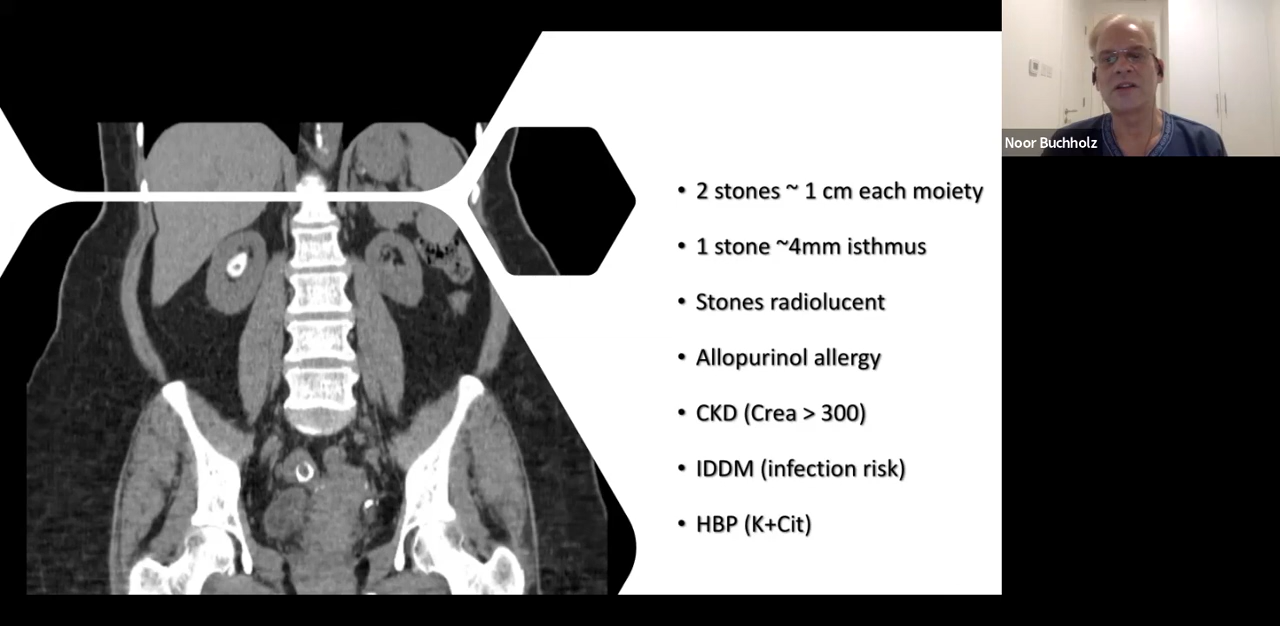 Noor Buchholz
• 2 stones ~ 1 cm each moiety
• 1 stone ~4mm isthmus
• Stones radiolucent
• Allopurinol allergy
• CKD (Crea > 300)
• IDDM (infection risk)
• HBP (K+Cit)